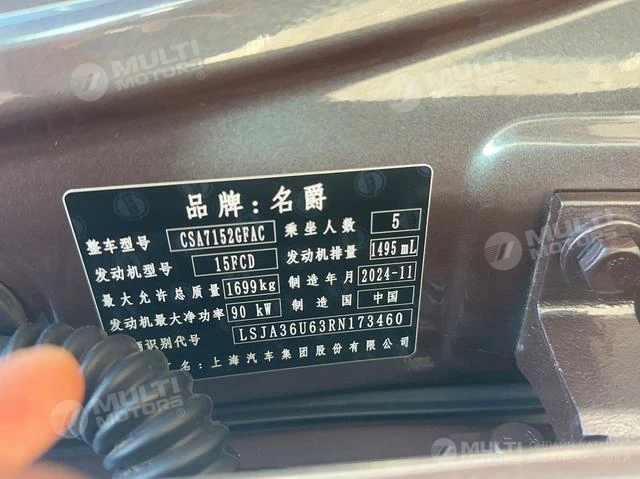 MULTI MOTORS
MULTI MOTORS
品牌:名爵
整车型号 CSA7152GFAC 乘坐人数 5
发动机型号 15FCD 发动机排量 1495 mL
最大允许总质量 1699kg 制造年月 2024-11
发动机最大净功率 90 kW 制造国 中国
识别代号 LSJA36U63RN173460
名:上海汽车集团股份有限公司
MULTI MOTORS
MULTI MOTORS
ОНЛАЙН